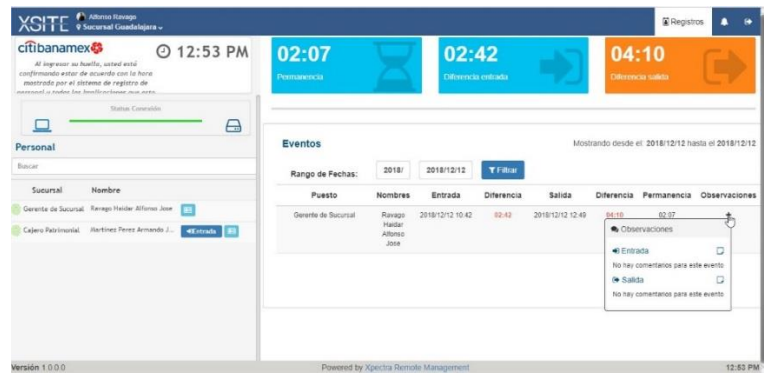 XSITE
Alfonso Ravago
Sucursal Guadalajara
Registros
citibanamex
12:53 PM
Al ingresar su huella, usted está
confirmando estar de acuerdo con la hora
mostrada por el sistema de registro de
personal y todas las implicaciones que esta
Status Conexión
Personal
Buscar
Sucursal Nombre
Gerente de Sucursal Ravago Haidar Alfonso Jose
Cajero Patrimonial Martinez Perez Armando J... Entrada
02:07
Permanencia
02:42
Diferencia entrada
04:10
Diferencia salida
Eventos
Mostrando desde el 2018/12/12 hasta el 2018/12/12
Rango de Fechas: 2018/ 2018/12/12 Filtrar
Puesto Nombres Entrada Diferencia Salida Diferencia Permanencia Observaciones
Gerente de Sucursal Ravago Haidar Alfonso Jose 2018/12/12 10:42 02:42 2018/12/12 12:49 04:10 02:07 +
Observaciones
Entrada
No hay comentarios para este evento
Salida
No hay comentarios para este evento
Versión 1.0.0.0
Powered by Xpectra Remote Management
12:53 PM